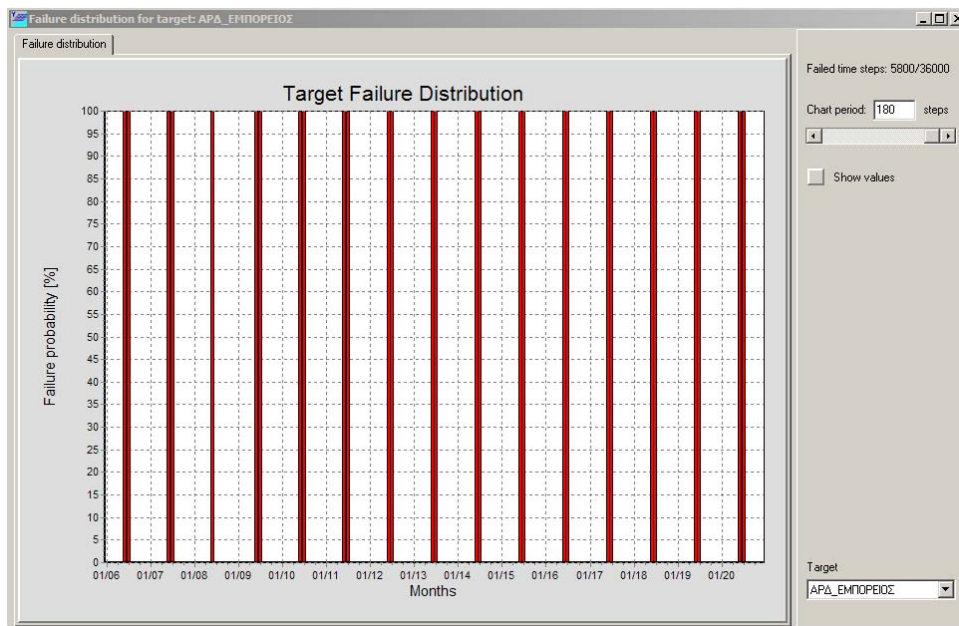 Failure distribution for target: ΑΡΔ_ΕΜΠΟΡΕΙΟΣ
Failure distribution
Target Failure Distribution
100
95
90
85
80
75
70
65
60
55
50
45
40
35
30
25
20
15
10
5
0
Failure probability [%]
01/06 01/07 01/08 01/09 01/10 01/11 01/12 01/13 01/14 01/15 01/16 01/17 01/18 01/19 01/20
Months
Failed time steps: 5800/36000
Chart period: 180 steps
Show values
Target
ΑΡΔ_ΕΜΠΟΡΕΙΟΣ